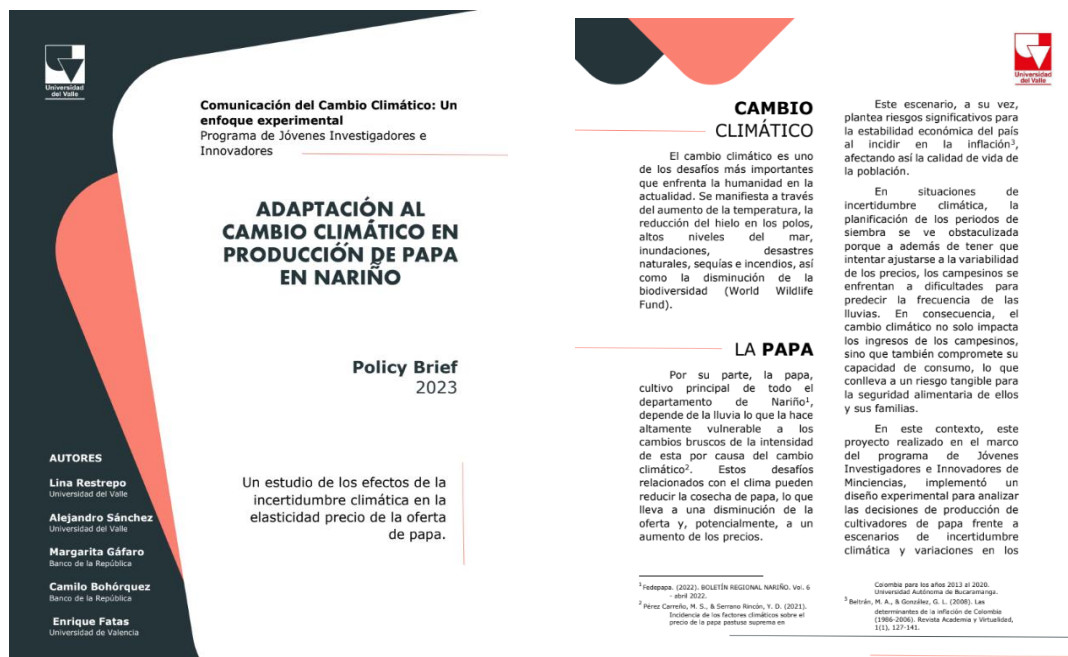 Universidad
del Valle
Comunicación del Cambio Climático: Un
enfoque experimental
Programa de Jóvenes Investigadores e
Innovadores
ADAPTACIÓN AL
CAMBIO CLIMÁTICO EN
PRODUCCIÓN DE PAPA
EN NARIÑO
Policy Brief
2023
Un estudio de los efectos de la
incertidumbre climática en la
elasticidad precio de la oferta
de papa.
AUTORES
Lina Restrepo
Universidad del Valle
Alejandro Sánchez
Universidad del Valle
Margarita Gáfaro
Banco de la República
Camilo Bohórquez
Banco de la República
Enrique Fatas
Universidad de Valencia
Universidad
del Valle
CAMBIO
CLIMÁTICO
El cambio climático es uno
de los desafíos más importantes
que enfrenta la humanidad en la
actualidad. Se manifiesta a través
del aumento de la temperatura, la
reducción del hielo en los polos,
altos niveles del mar,
inundaciones, desastres
naturales, sequías e incendios, así
como la disminución de la
biodiversidad (World Wildlife
Fund).
LA PAPA
Por su parte, la papa,
cultivo principal de todo el
departamento de Nariño1,
depende de la lluvia lo que la hace
altamente vulnerable a los
cambios bruscos de la intensidad
de esta por causa del cambio
climático2. Estos desafíos
relacionados con el clima pueden
reducir la cosecha de papa, lo que
lleva a una disminución de la
oferta y, potencialmente, a un
aumento de los precios.
1 Fedepapa. (2022). BOLETÍN REGIONAL NARIÑO. Vol. 6
- abril 2022.
2 Pérez Carreño, M. S., & Serrano Rincón, Y. D. (2021).
Incidencia de los factores climáticos sobre el
precio de la papa pastusa suprema en
Este escenario, a su vez,
plantea riesgos significativos para
la estabilidad económica del país
al incidir en la inflación3,
afectando así la calidad de vida de
la población.
En situaciones de
incertidumbre climática, la
planificación de los periodos de
siembra se ve obstaculizada
porque a además de tener que
intentar ajustarse a la variabilidad
de los precios, los campesinos se
enfrentan a dificultades para
predecir la frecuencia de las
lluvias. En consecuencia, el
cambio climático no solo impacta
los ingresos de los campesinos,
sino que también compromete su
capacidad de consumo, lo que
conlleva a un riesgo tangible para
la seguridad alimentaria de ellos
y sus familias.
En este contexto, este
proyecto realizado en el marco
del programa de Jóvenes
Investigadores e Innovadores de
Minciencias, implementó un
diseño experimental para analizar
las decisiones de producción de
cultivadores de papa frente a
escenarios de incertidumbre
climática y variaciones en los
Colombia para los años 2013 al 2020.
Universidad Autónoma de Bucaramanga.
3 Beltrán, M. A., & González, G. L. (2008). Las
determinantes de la inflación de Colombia
(1986-2006). Revista Academia y Virtualidad,
1(1), 127-141.